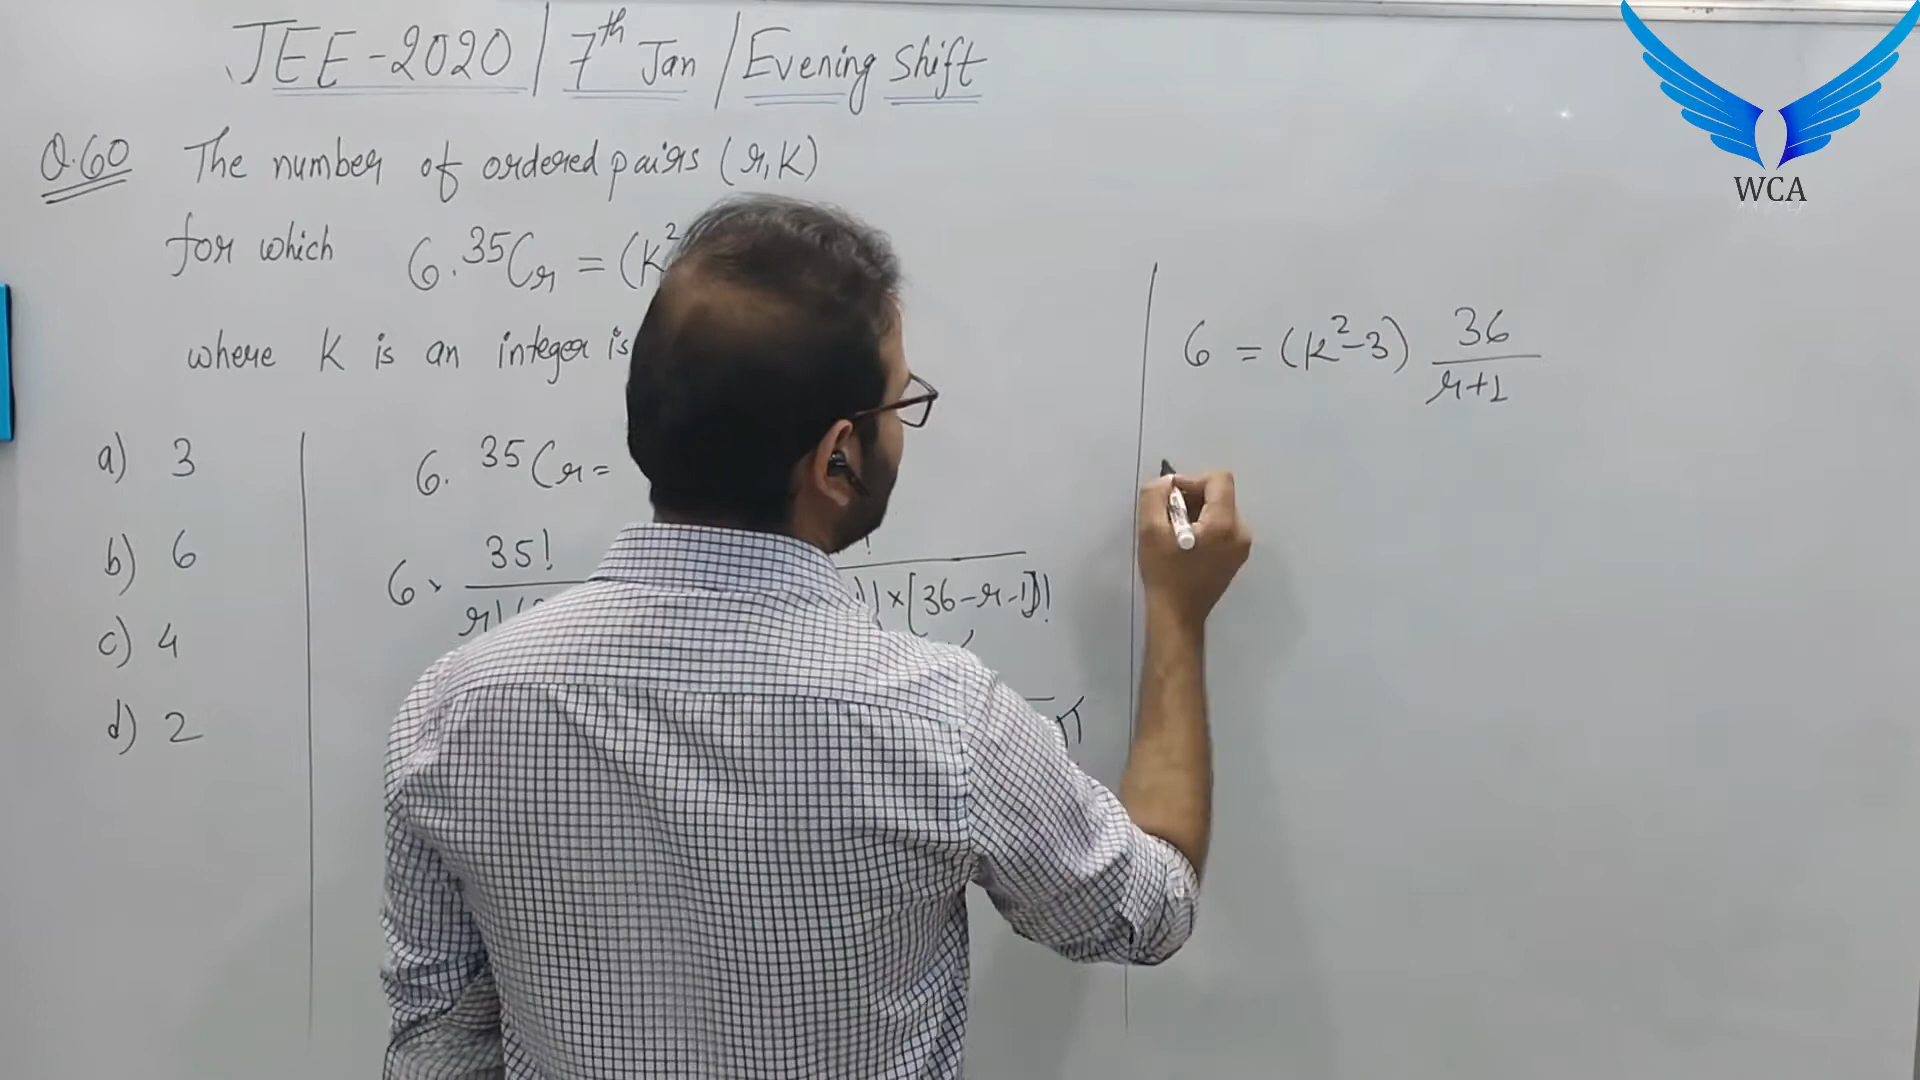 JEE-2020 | 7th Jan | Evening Shift
Q.60 The number of ordered pairs (r,k)
for which 6.³⁵Cr = (k²
where K is an integer is
a) 3
b) 6
c) 4
d) 2
6. ³⁵Cr =
6 × 35!
r! )! × [36-r-1]!
6 = (k²-3) 36/r+1
WCA